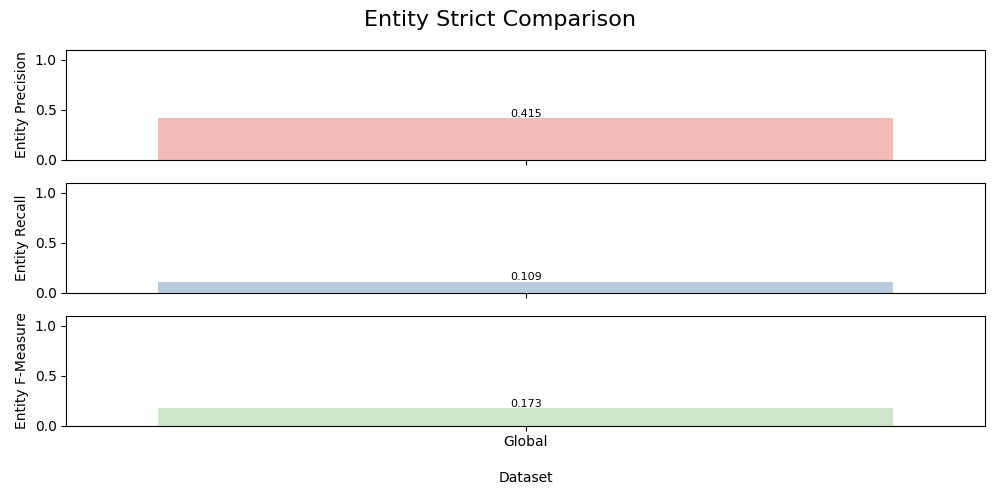 Entity Strict Comparison
Entity Precision
1.0
0.5
0.0
0.415
Entity Recall
1.0
0.5
0.0
0.109
Entity F-Measure
1.0
0.5
0.0
0.173
Global
Dataset